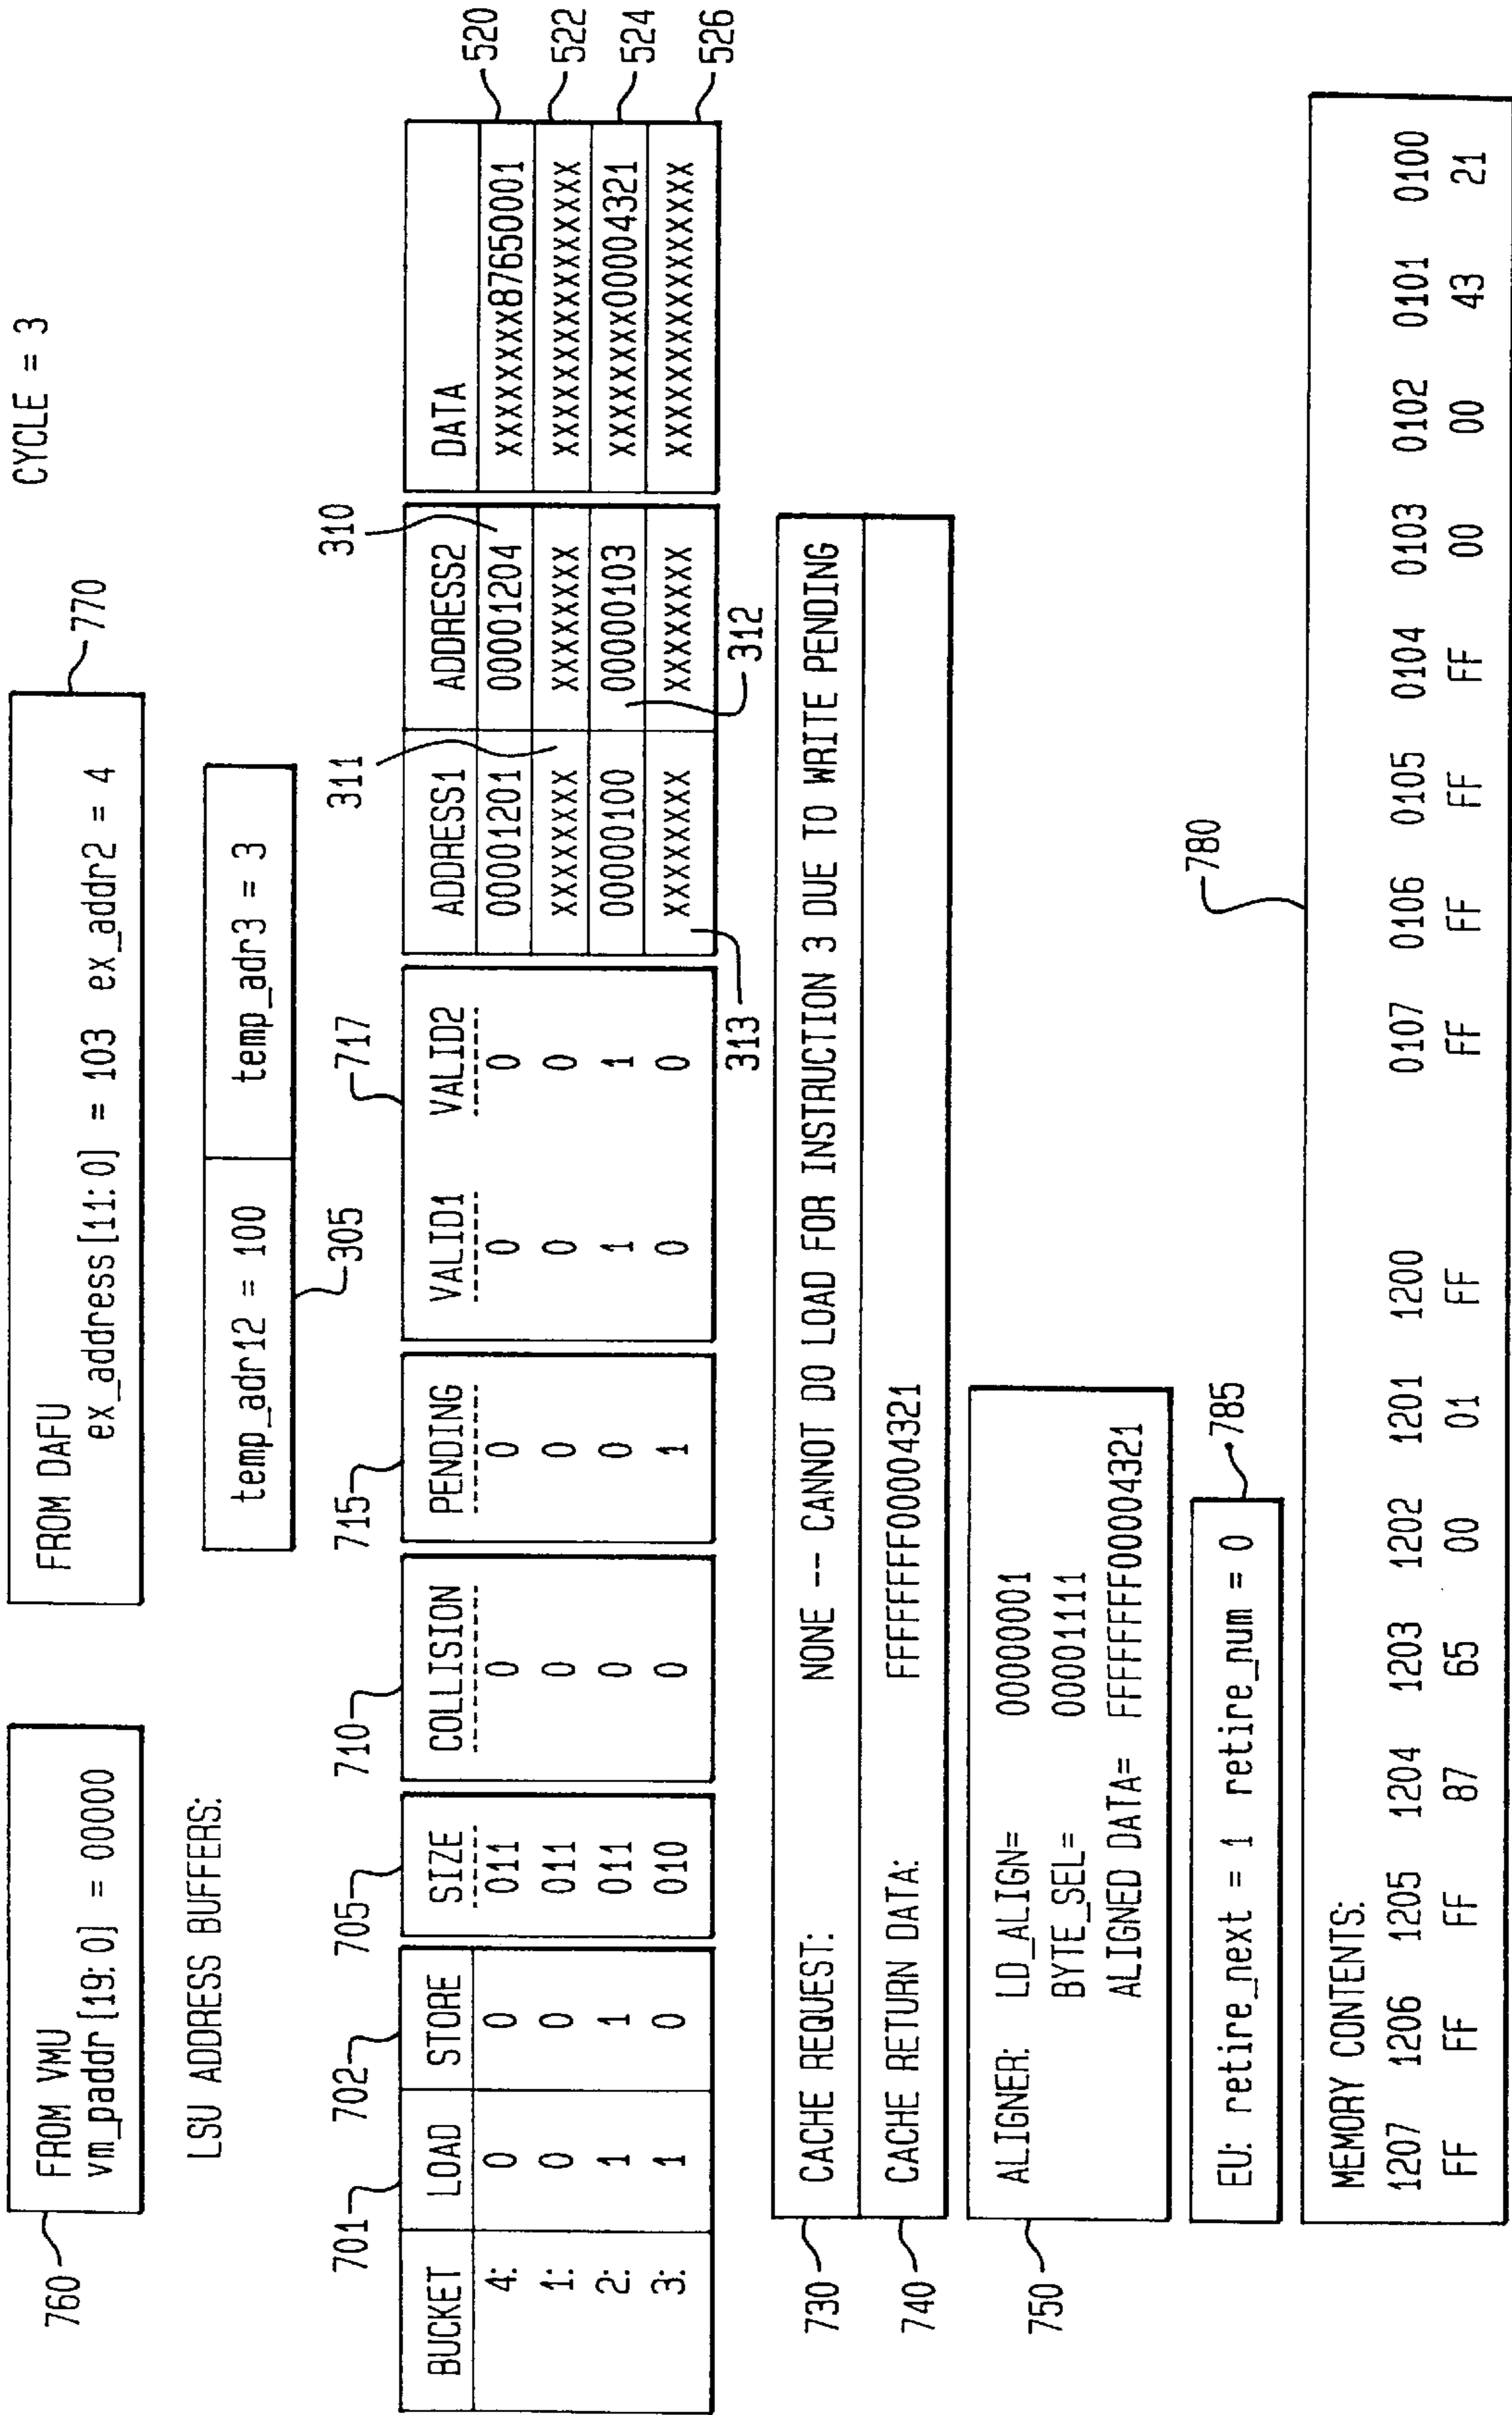 CYCLE = 3
760
FROM VMU
vm_paddr [19:0] = 00000
FROM DAFU
ex_address [11:0] = 103 ex_addr2 = 4
770
LSU ADDRESS BUFFERS:
temp_adr12 = 100 temp_adr3 = 3
305
701 702 705 710 715 717 311 310
BUCKET LOAD STORE SIZE COLLISION PENDING VALID1 VALID2 ADDRESS1 ADDRESS2 DATA
4: 0 0 011 0 0 0 0 00001201 00001204 XXXXXXX87650001 520
1: 0 0 011 0 0 0 0 XXXXXXXX XXXXXXXX XXXXXXXXXXXXXXX 522
2: 1 1 011 0 0 1 1 00000100 00000103 XXXXXXX00004321 524
3: 1 0 010 0 1 0 0 XXXXXXXX XXXXXXXX XXXXXXXXXXXXXXX 526
313 312
730 CACHE REQUEST: NONE -- CANNOT DO LOAD FOR INSTRUCTION 3 DUE TO WRITE PENDING
740 CACHE RETURN DATA: FFFFFFFF00004321
750
ALIGNER: LD_ALIGN= 00000001
BYTE_SEL= 00001111
ALIGNED DATA= FFFFFFFF00004321
EU: retire_next = 1 retire_num = 0
785
780
MEMORY CONTENTS:
1207 1206 1205 1204 1203 1202 1201 1200 0107 0106 0105 0104 0103 0102 0101 0100
FF FF FF 87 65 00 01 FF FF FF FF FF 00 00 43 21